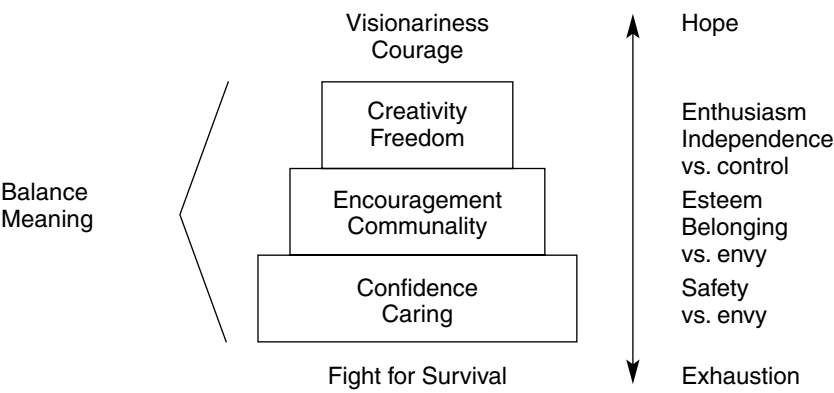 Visionariness
Courage
Hope
Creativity
Freedom
Enthusiasm
Independence
vs. control
Balance
Meaning
Encouragement
Communality
Esteem
Belonging
vs. envy
Confidence
Caring
Safety
vs. envy
Fight for Survival
Exhaustion